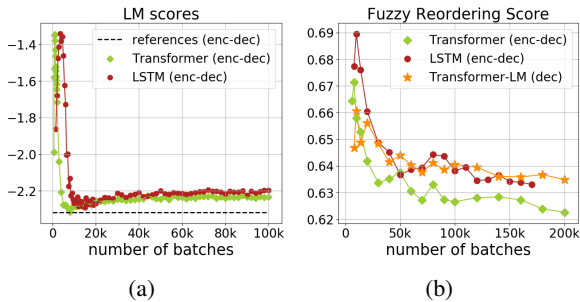 LM scores
−1.4
−1.6
−1.8
−2.0
−2.2
references (enc-dec)
Transformer (enc-dec)
LSTM (enc-dec)
0
20k
40k
60k
80k
100k
number of batches
(a)
Fuzzy Reordering Score
0.69
0.68
0.67
0.66
0.65
0.64
0.63
0.62
Transformer (enc-dec)
LSTM (enc-dec)
Transformer-LM (dec)
0
50k
100k
150k
200k
number of batches
(b)